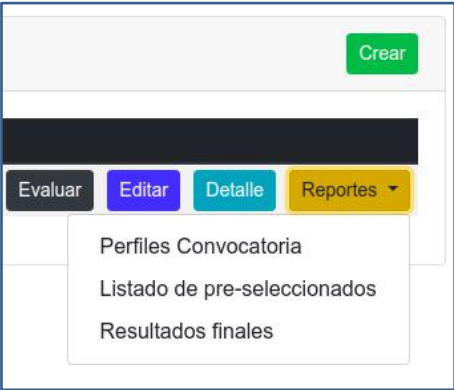 Crear
Evaluar Editar Detalle Reportes
Perfiles Convocatoria
Listado de pre-seleccionados
Resultados finales